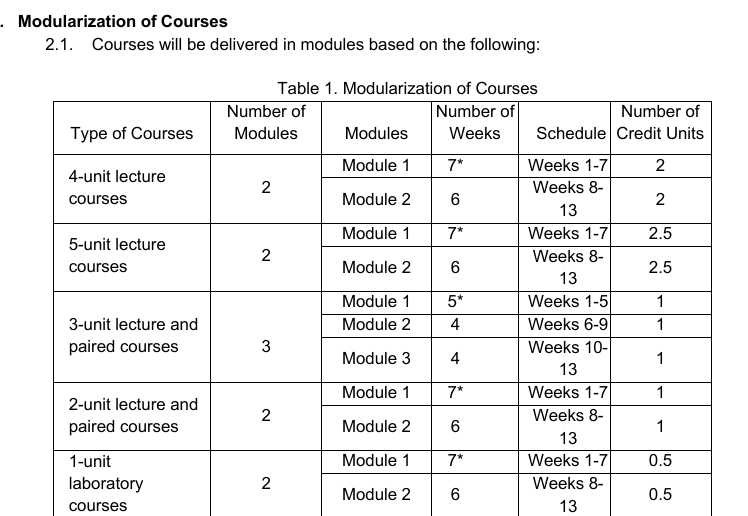 . Modularization of Courses
2.1. Courses will be delivered in modules based on the following:
Table 1. Modularization of Courses
Type of Courses | Number of Modules | Modules | Number of Weeks | Schedule | Number of Credit Units
4-unit lecture courses | 2 | Module 1 | 7* | Weeks 1-7 | 2
Module 2 | 6 | Weeks 8-13 | 2
5-unit lecture courses | 2 | Module 1 | 7* | Weeks 1-7 | 2.5
Module 2 | 6 | Weeks 8-13 | 2.5
3-unit lecture and paired courses | 3 | Module 1 | 5* | Weeks 1-5 | 1
Module 2 | 4 | Weeks 6-9 | 1
Module 3 | 4 | Weeks 10-13 | 1
2-unit lecture and paired courses | 2 | Module 1 | 7* | Weeks 1-7 | 1
Module 2 | 6 | Weeks 8-13 | 1
1-unit laboratory courses | 2 | Module 1 | 7* | Weeks 1-7 | 0.5
Module 2 | 6 | Weeks 8-13 | 0.5